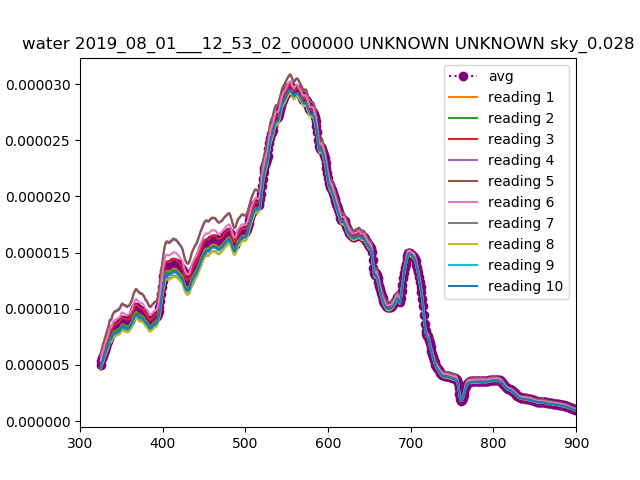 water 2019_08_01___12_53_02_000000 UNKNOWN UNKNOWN sky_0.028
0.000030
0.000025
0.000020
0.000015
0.000010
0.000005
0.000000
300 400 500 600 700 800 900
avg
reading 1
reading 2
reading 3
reading 4
reading 5
reading 6
reading 7
reading 8
reading 9
reading 10